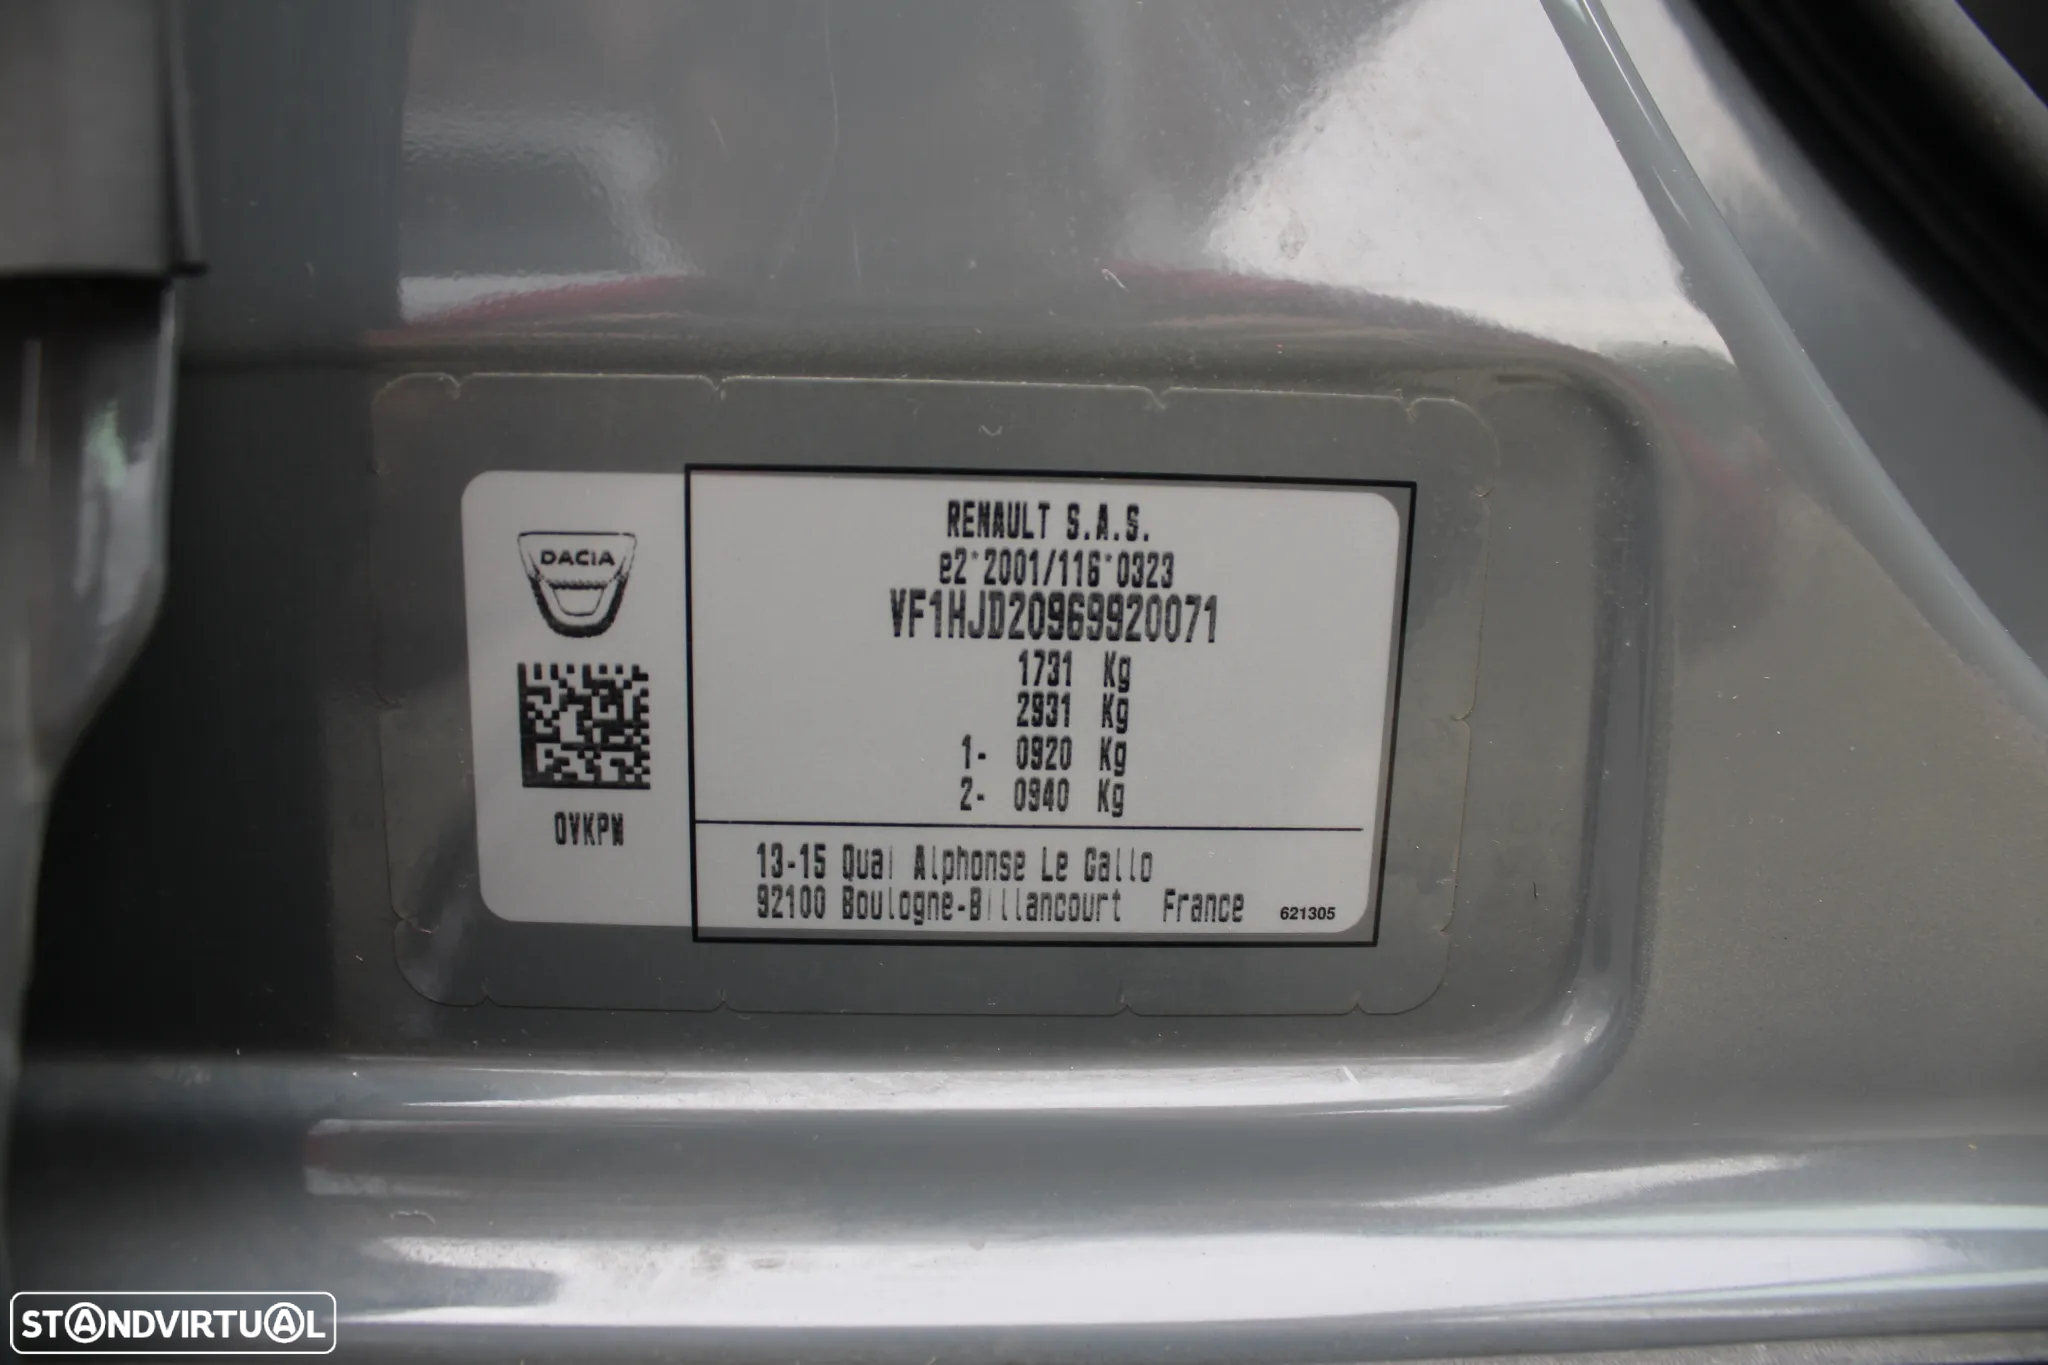 DACIA
OVKPW
RENAULT S.A.S.
e2*2001/116*0323
VF1HJD20969920071
1731 Kg
2931 Kg
1- 0920 Kg
2- 0940 Kg
13-15 Quai Alphonse Le Gallo
92100 Boulogne-Billancourt France
621305
STANDVIRTUAL